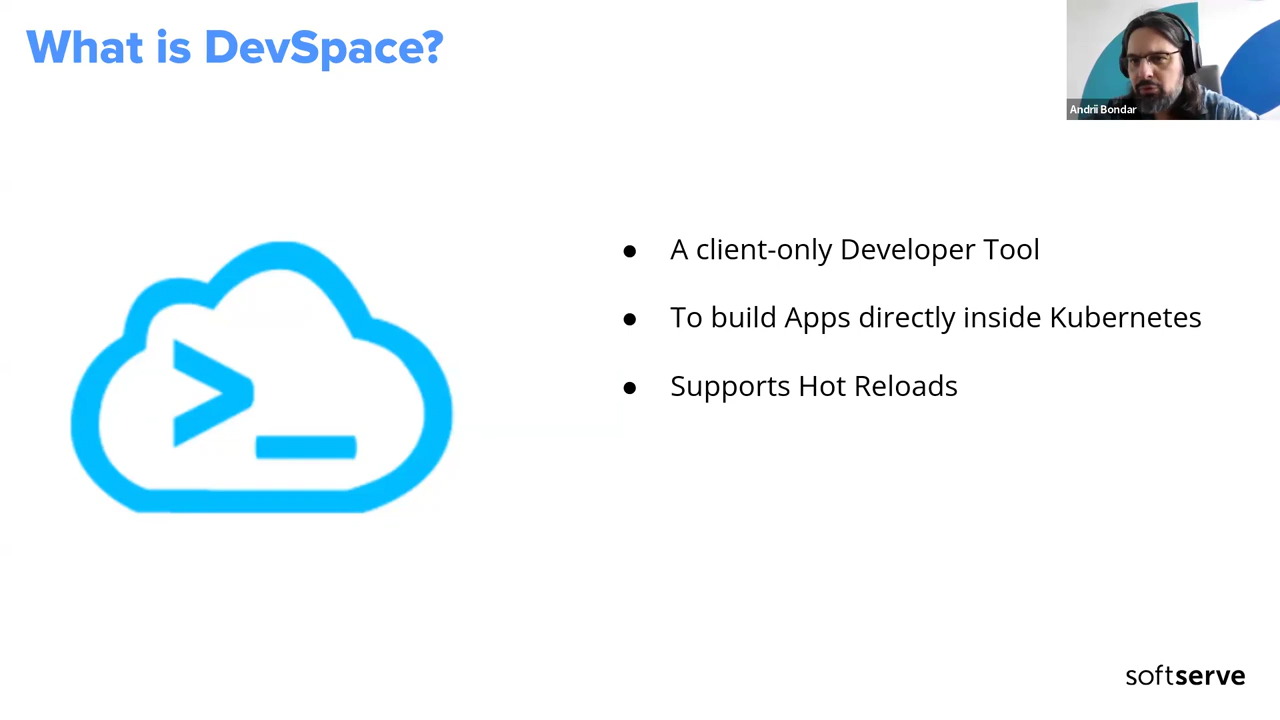 What is DevSpace?
Andrii Bondar
● A client-only Developer Tool
● To build Apps directly inside Kubernetes
● Supports Hot Reloads
>_
softserve